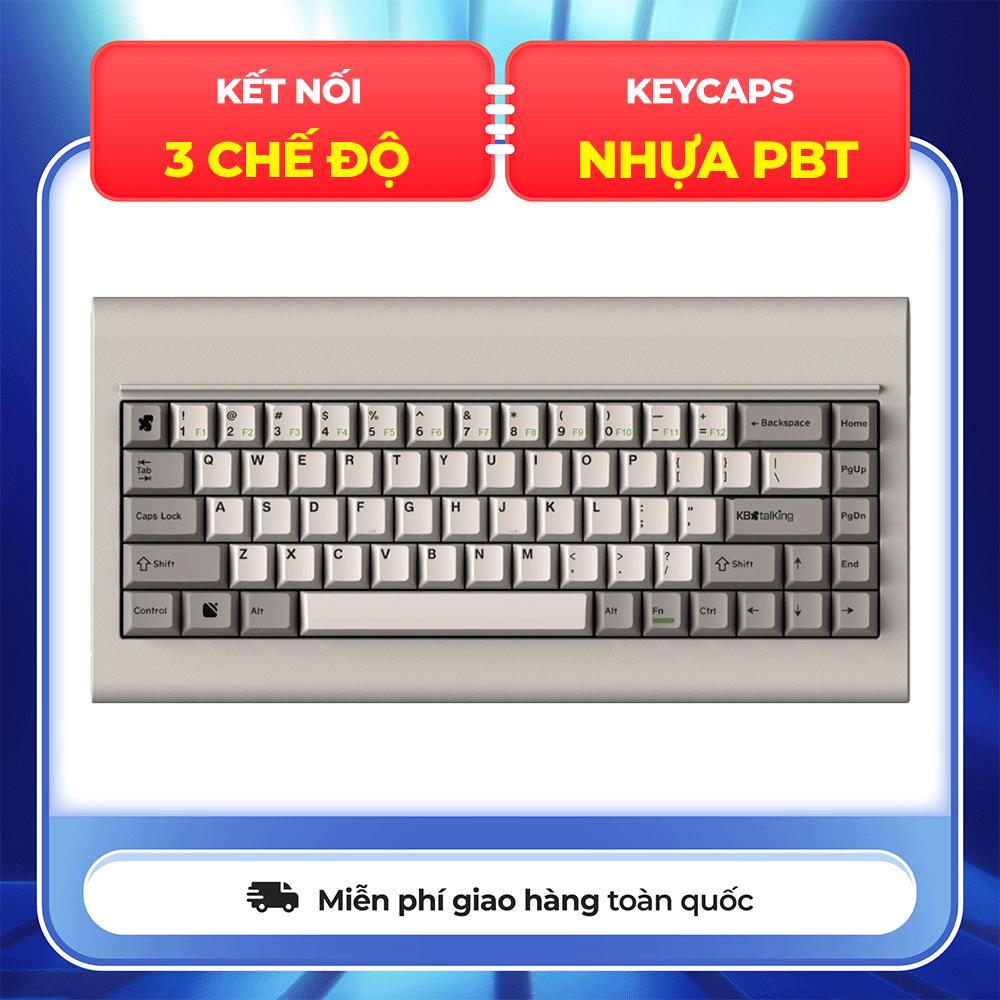 KẾT NỐI
3 CHẾ ĐỘ
KEYCAPS
NHỰA PBT
! 1 F1 @ 2 F2 # 3 F3 $ 4 F4 % 5 F5 ^ 6 F6 & 7 F7 * 8 F8 ( 9 F9 ) 0 F10 — - F11 + = F12 ← Backspace Home
Tab Q W E R T Y U I O P { [ } ] | \ PgUp
Caps Lock A S D F G H J K L : ; " ' KBtalKing PgDn
Shift Z X C V B N M < , > . ? / Shift ↑ End
Control Alt Alt Fn Ctrl ← ↓ →
Miễn phí giao hàng toàn quốc